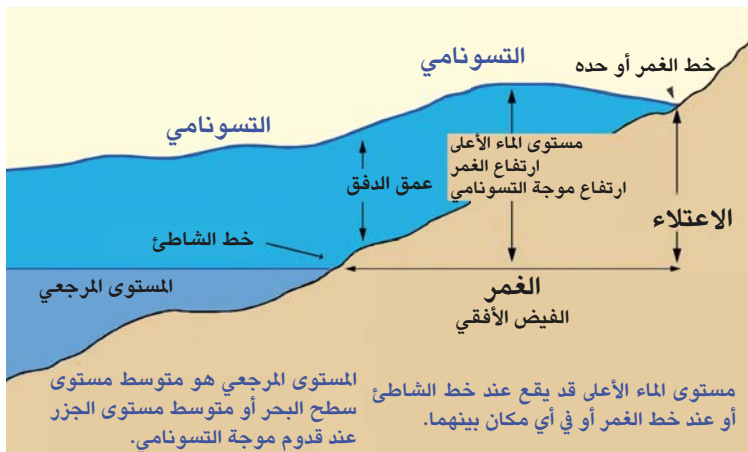 التسونامي
خط الغمر أو حده
التسونامي
مستوى الماء الأعلى
ارتفاع الغمر
ارتفاع موجة التسونامي
عمق الدفق
الاعتلاء
خط الشاطئ
المستوى المرجعي
الغمر
الفيض الأفقي
مستوى الماء الأعلى قد يقع عند خط الشاطئ
أو عند خط الغمر أو في أي مكان بينهما.
المستوى المرجعي هو متوسط مستوى
سطح البحر أو متوسط مستوى الجزر
عند قدوم موجة التسونامي.